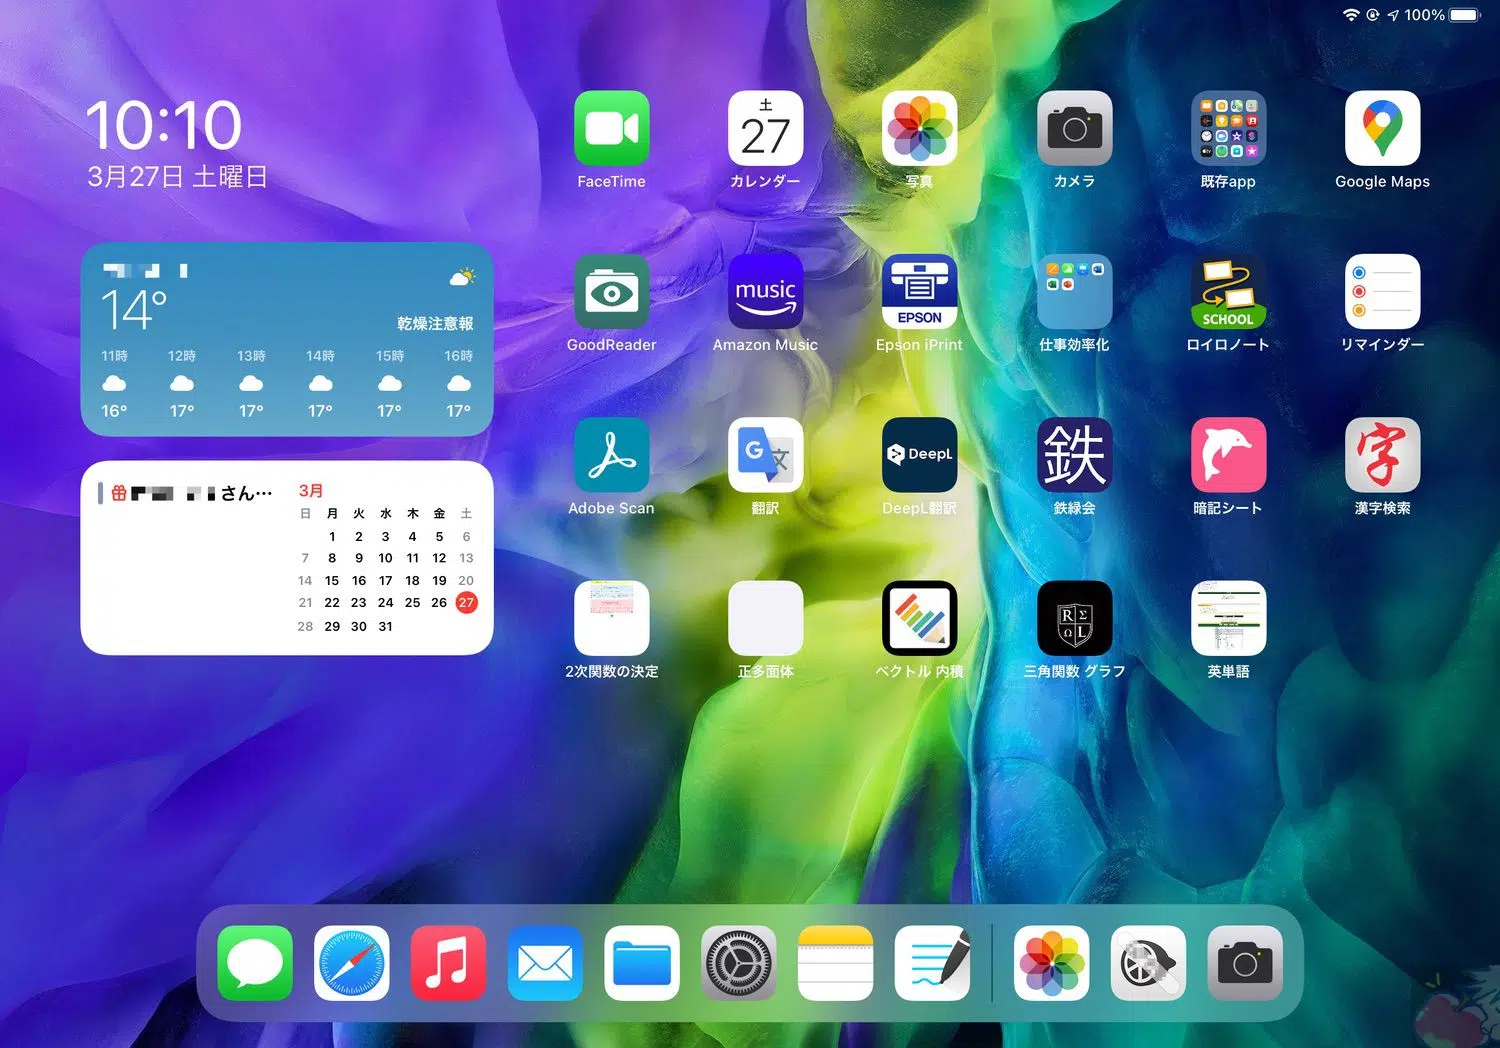 100%
10:10
3月27日 土曜日
14°
乾燥注意報
11時 12時 13時 14時 15時 16時
16° 17° 17° 17° 17° 17°
さん…
3月
日 月 火 水 木 金 土
1 2 3 4 5 6
7 8 9 10 11 12 13
14 15 16 17 18 19 20
21 22 23 24 25 26 27
28 29 30 31
土
27
FaceTime カレンダー 写真 カメラ 既存app Google Maps
music
EPSON
SCHOOL
GoodReader Amazon Music Epson iPrint 仕事効率化 ロイロノート リマインダー
G 文
DeepL
鉄
字
Adobe Scan 翻訳 DeepL翻訳 鉄緑会 暗記シート 漢字検索
R Σ
Ω L
2次関数の決定 正多面体 ベクトル 内積 三角関数 グラフ 英単語